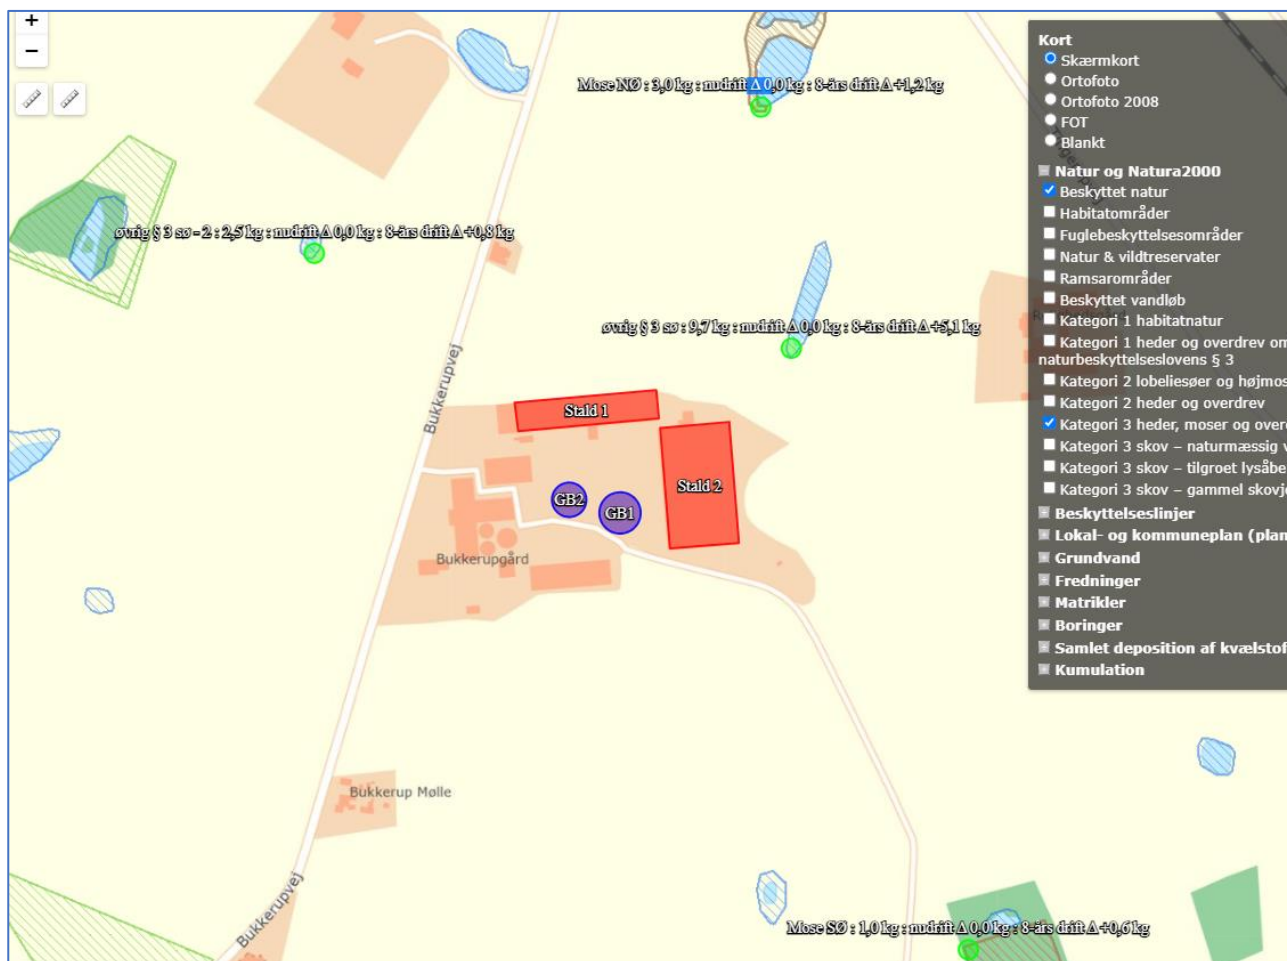 +
−
Mose NØ : 3,0 kg : nudrift Δ 0,0 kg : 8-års drift Δ +1,2 kg
øvrig § 3 sø - 2 : 2,5 kg : nudrift Δ 0,0 kg : 8-års drift Δ +0,8 kg
øvrig § 3 sø : 9,7 kg : nudrift Δ 0,0 kg : 8-års drift Δ +5,1 kg
Bukkerupvej
Stald 1
Stald 2
GB2
GB1
Bukkerupgård
Bukkerup Mølle
Bukkerupvej
Mose SØ : 1,0 kg : nudrift Δ 0,0 kg : 8-års drift Δ +0,6 kg
Kort
Skærmkort
Ortofoto
Ortofoto 2008
FOT
Blankt
Natur og Natura2000
Beskyttet natur
Habitatområder
Fuglebeskyttelsesområder
Natur & vildtreservater
Ramsarområder
Beskyttet vandløb
Kategori 1 habitatnatur
Kategori 1 heder og overdrev om
naturbeskyttelseslovens § 3
Kategori 2 lobeliesøer og højmos
Kategori 2 heder og overdrev
Kategori 3 heder, moser og over
Kategori 3 skov – naturmæssig v
Kategori 3 skov – tilgroet lysåbe
Kategori 3 skov – gammel skovj
Beskyttelseslinjer
Lokal- og kommuneplan (plan
Grundvand
Fredninger
Matrikler
Boringer
Samlet deposition af kvælstof
Kumulation